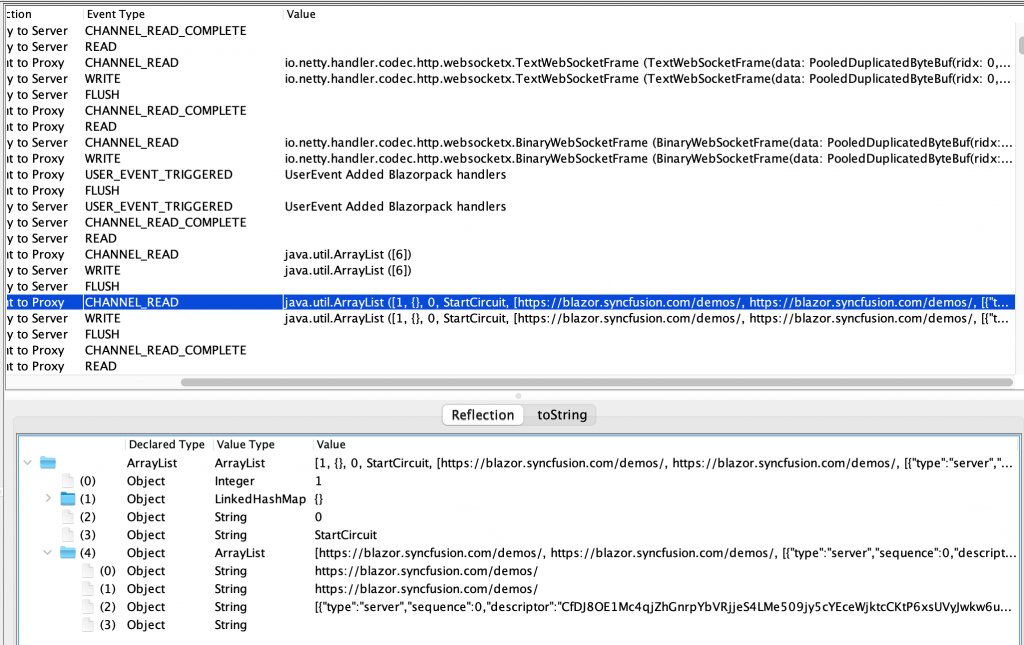 ction Event Type Value
y to Server CHANNEL_READ_COMPLETE
y to Server READ
nt to Proxy CHANNEL_READ io.netty.handler.codec.http.websocketx.TextWebSocketFrame (TextWebSocketFrame(data: PooledDuplicatedByteBuf(ridx: 0,...
y to Server WRITE io.netty.handler.codec.http.websocketx.TextWebSocketFrame (TextWebSocketFrame(data: PooledDuplicatedByteBuf(ridx: 0,...
y to Server FLUSH
nt to Proxy CHANNEL_READ_COMPLETE
nt to Proxy READ
y to Server CHANNEL_READ io.netty.handler.codec.http.websocketx.BinaryWebSocketFrame (BinaryWebSocketFrame(data: PooledDuplicatedByteBuf(ridx:...
nt to Proxy WRITE io.netty.handler.codec.http.websocketx.BinaryWebSocketFrame (BinaryWebSocketFrame(data: PooledDuplicatedByteBuf(ridx:...
nt to Proxy USER_EVENT_TRIGGERED UserEvent Added Blazorpack handlers
nt to Proxy FLUSH
y to Server USER_EVENT_TRIGGERED UserEvent Added Blazorpack handlers
y to Server CHANNEL_READ_COMPLETE
y to Server READ
nt to Proxy CHANNEL_READ java.util.ArrayList ([6])
y to Server WRITE java.util.ArrayList ([6])
y to Server FLUSH
nt to Proxy CHANNEL_READ java.util.ArrayList ([1, {}, 0, StartCircuit, [https://blazor.syncfusion.com/demos/, https://blazor.syncfusion.com/demos/, [{"t...
y to Server WRITE java.util.ArrayList ([1, {}, 0, StartCircuit, [https://blazor.syncfusion.com/demos/, https://blazor.syncfusion.com/demos/, [{"t...
y to Server FLUSH
nt to Proxy CHANNEL_READ_COMPLETE
nt to Proxy READ
Reflection toString
Declared Type Value Type Value
ArrayList ArrayList [1, {}, 0, StartCircuit, [https://blazor.syncfusion.com/demos/, https://blazor.syncfusion.com/demos/, [{"type":"server","...
(0) Object Integer 1
(1) Object LinkedHashMap {}
(2) Object String 0
(3) Object String StartCircuit
(4) Object ArrayList [https://blazor.syncfusion.com/demos/, https://blazor.syncfusion.com/demos/, [{"type":"server","sequence":0,"descript...
(0) Object String https://blazor.syncfusion.com/demos/
(1) Object String https://blazor.syncfusion.com/demos/
(2) Object String [{"type":"server","sequence":0,"descriptor":"CfDJ8OE1Mc4qjZhGnrpYbVRjjeS4LMe509jy5cYEceWjktcCKtP6xsUVyJwkw6u...
(3) Object String